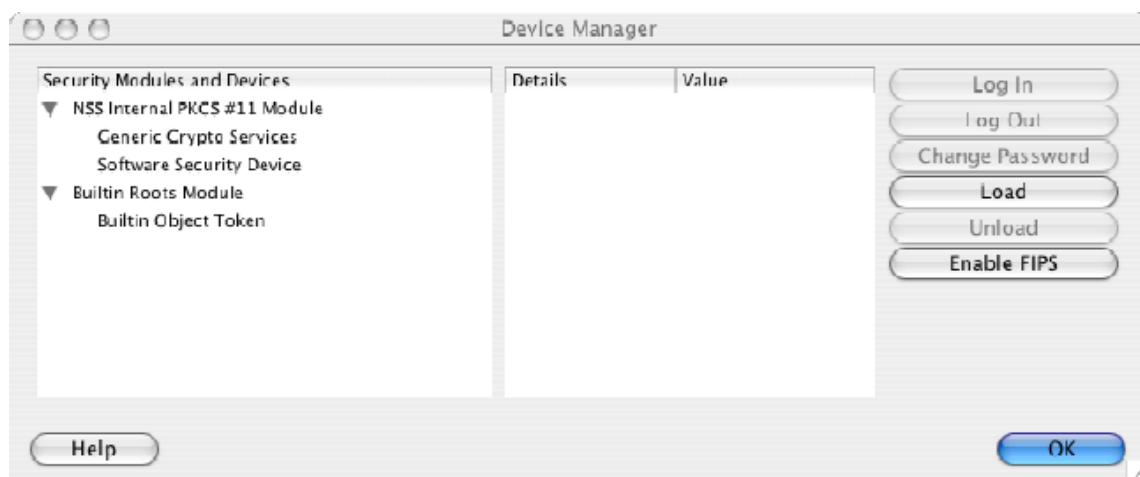 Device Manager
Security Modules and Devices
NSS Internal PKCS #11 Module
Generic Crypto Services
Software Security Device
Builtin Roots Module
Builtin Object Token
Details Value
Log In
Log Out
Change Password
Load
Unload
Enable FIPS
Help
OK